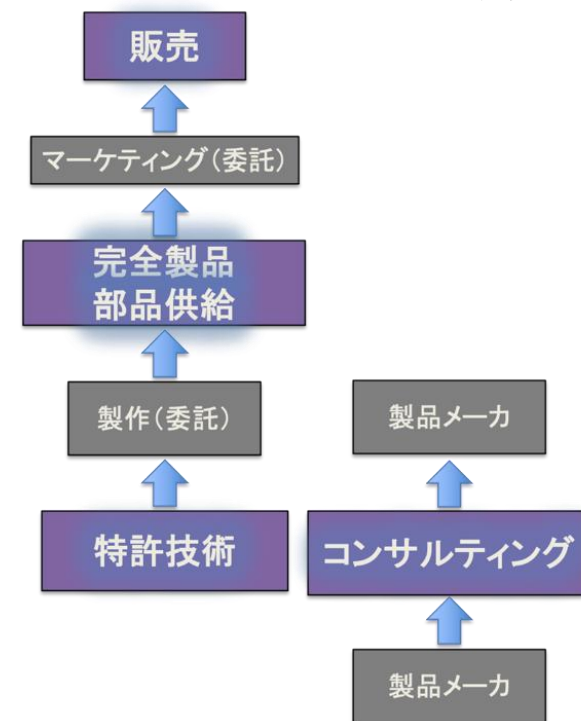 販売
マーケティング(委託)
完全製品
部品供給
製作(委託)
製品メーカ
特許技術
コンサルティング
製品メーカ